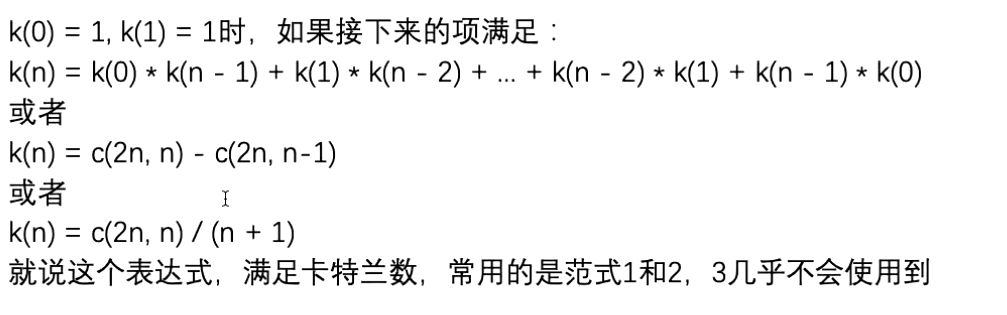 k(0) = 1, k(1) = 1时，如果接下来的项满足：
k(n) = k(0) * k(n - 1) + k(1) * k(n - 2) + ... + k(n - 2) * k(1) + k(n - 1) * k(0)
或者
k(n) = c(2n, n) - c(2n, n-1)
或者
k(n) = c(2n, n) / (n + 1)
就说这个表达式，满足卡特兰数，常用的是范式1和2，3几乎不会使用到